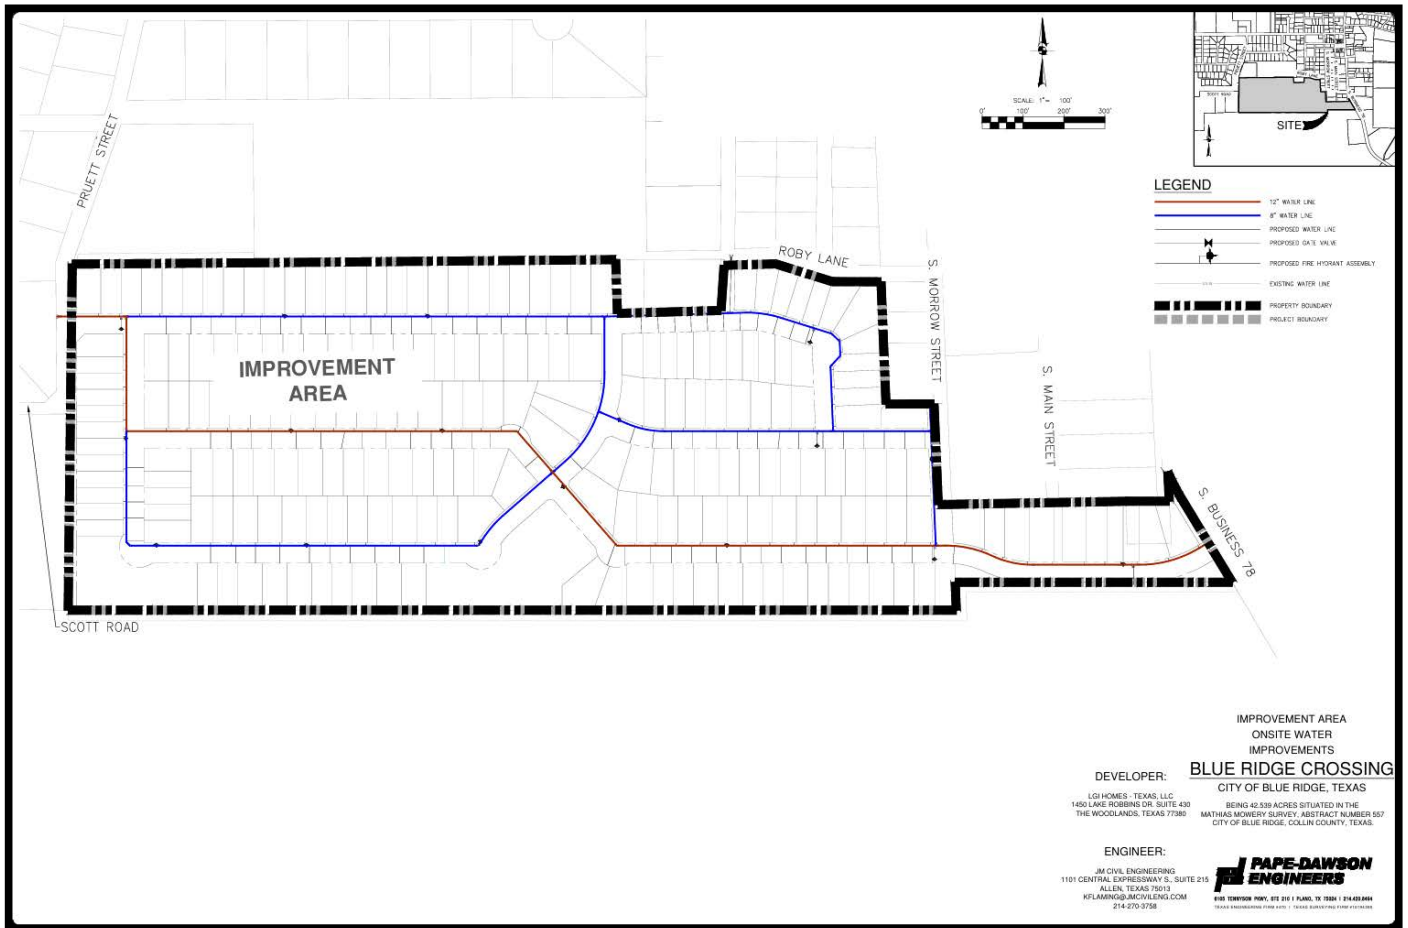 PRUETT STREET
SCALE: 1"= 100'
0' 100' 200' 300'
SITE
LEGEND
12" WATER LINE
8" WATER LINE
PROPOSED WATER LINE
PROPOSED GATE VALVE
PROPOSED FIRE HYDRANT ASSEMBLY
EXISTING WATER LINE
PROPERTY BOUNDARY
PROJECT BOUNDARY
ROBY LANE
S. MORROW STREET
IMPROVEMENT
AREA
S. MAIN STREET
S. BUSINESS 78
SCOTT ROAD
IMPROVEMENT AREA
ONSITE WATER
IMPROVEMENTS
BLUE RIDGE CROSSING
CITY OF BLUE RIDGE, TEXAS
BEING 42.539 ACRES SITUATED IN THE
MATHIAS MOWERY SURVEY, ABSTRACT NUMBER 557
CITY OF BLUE RIDGE, COLLIN COUNTY, TEXAS.
DEVELOPER:
LGI HOMES - TEXAS, LLC
1450 LAKE ROBBINS DR. SUITE 430
THE WOODLANDS, TEXAS 77380
ENGINEER:
JM CIVIL ENGINEERING
1101 CENTRAL EXPRESSWAY S., SUITE 215
ALLEN, TEXAS 75013
KFLAMING@JMCIVILENG.COM
214-270-3758
PAPE-DAWSON
ENGINEERS